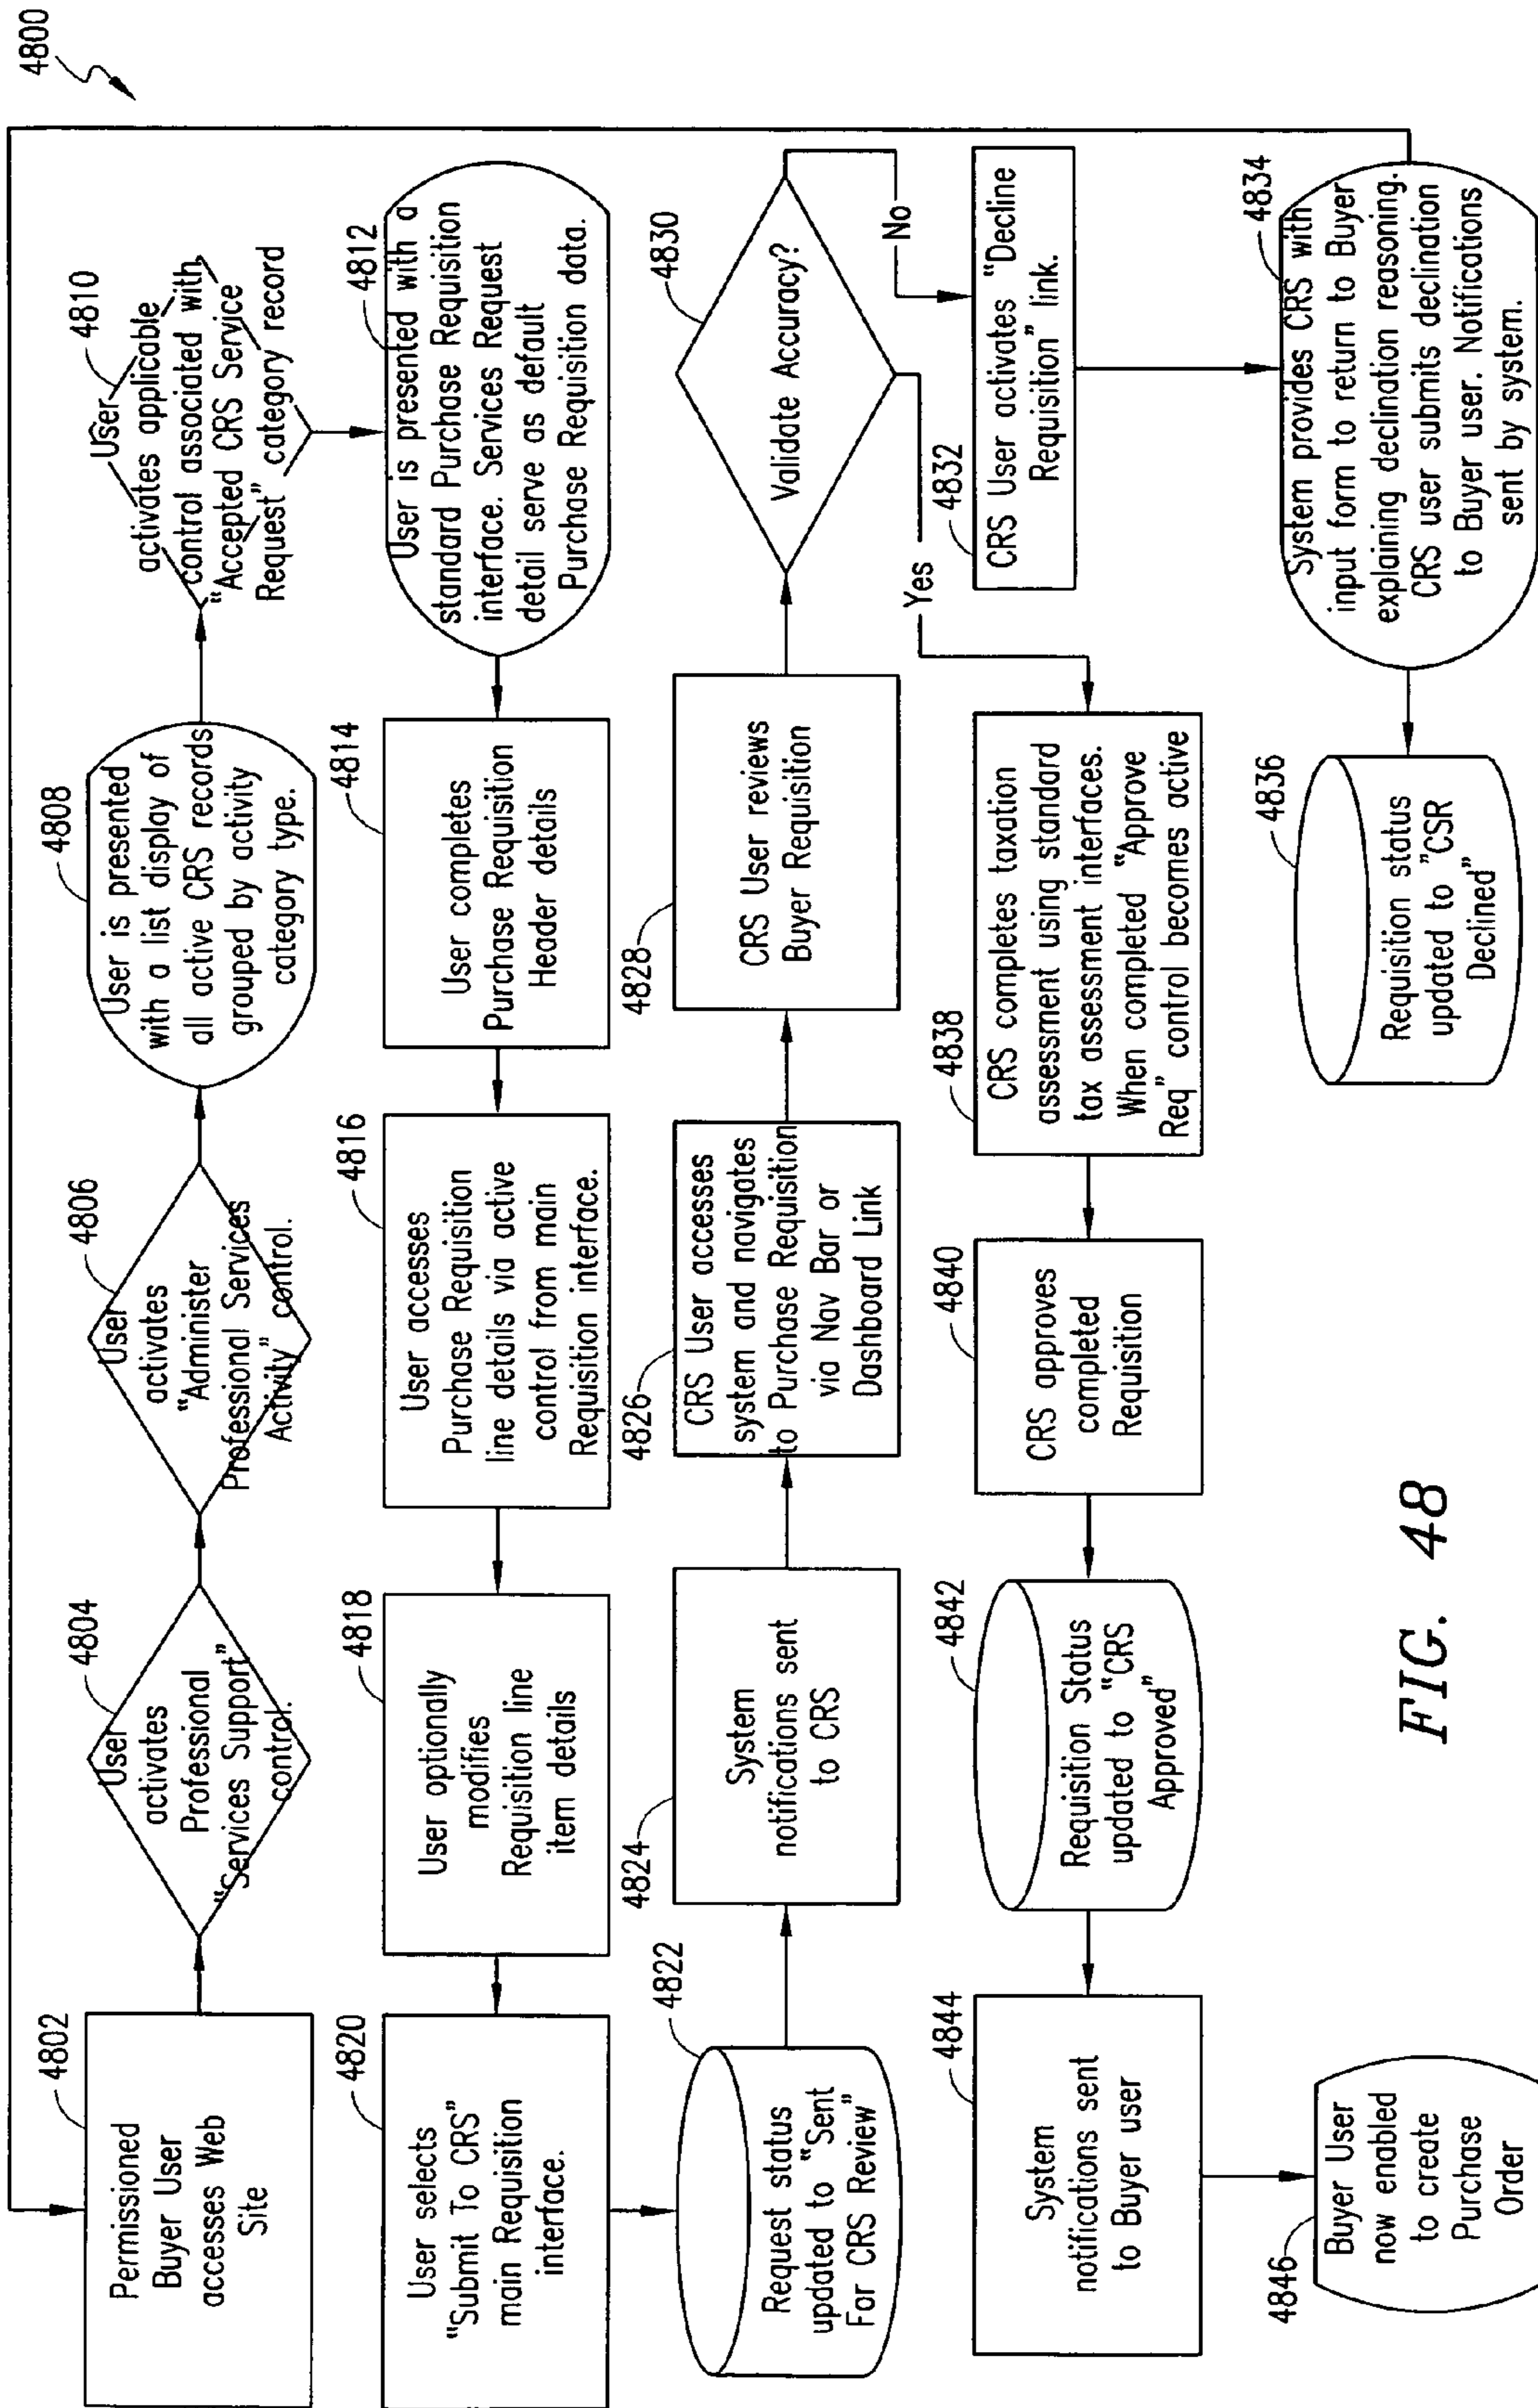 4800
4802
Permissioned
Buyer User
accesses Web
Site
4804
User
activates
Professional
"Services Support"
control.
4806
User
activates
"Administer
Professional Services
Activity" control.
4808
User is presented
with a list display of
all active CRS records
grouped by activity
category type.
4810
User
activates applicable
control associated with
"Accepted CRS Service
Request" category record
4812
User is presented with a
standard Purchase Requisition
interface. Services Request
detail serve as default
Purchase Requisition data.
4814
User completes
Purchase Requisition
Header details
4816
User accesses
Purchase Requisition
line details via active
control from main
Requisition interface.
4818
User optionally
modifies
Requisition line
item details
4820
User selects
"Submit To CRS"
main Requisition
interface.
4822
Request status
updated to "Sent
For CRS Review"
4824
System
notifications sent
to CRS
4826
CRS User accesses
system and navigates
to Purchase Requisition
via Nav Bar or
Dashboard Link
4828
CRS User reviews
Buyer Requisition
4830
Validate Accuracy?
No
Yes
4832
CRS User activates "Decline
Requisition" link.
4834
System provides CRS with
input form to return to Buyer
explaining declination reasoning.
CRS user submits declination
to Buyer user. Notifications
sent by system.
4836
Requisition status
updated to "CSR
Declined"
4838
CRS completes taxation
assessment using standard
tax assessment interfaces.
When completed "Approve
Req" control becomes active
4840
CRS approves
completed
Requisition
4842
Requisition Status
updated to "CRS
Approved"
4844
System
notifications sent
to Buyer user
4846
Buyer User
now enabled
to create
Purchase
Order
FIG. 48